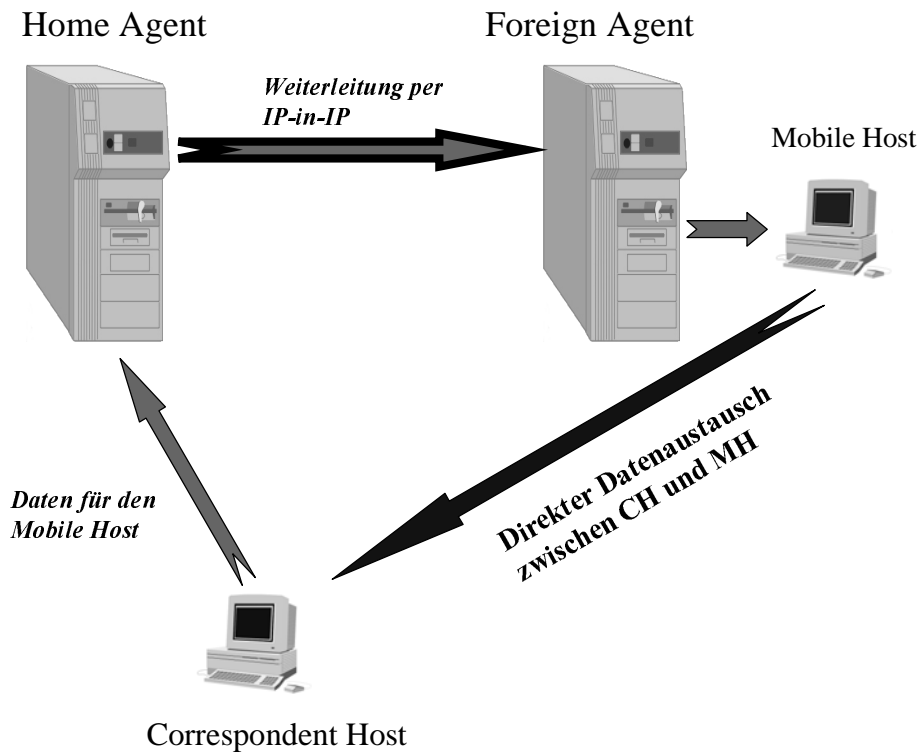 Home Agent
Foreign Agent
Weiterleitung per
IP-in-IP
Mobile Host
Direkter Datenaustausch
zwischen CH und MH
Daten für den
Mobile Host
Correspondent Host